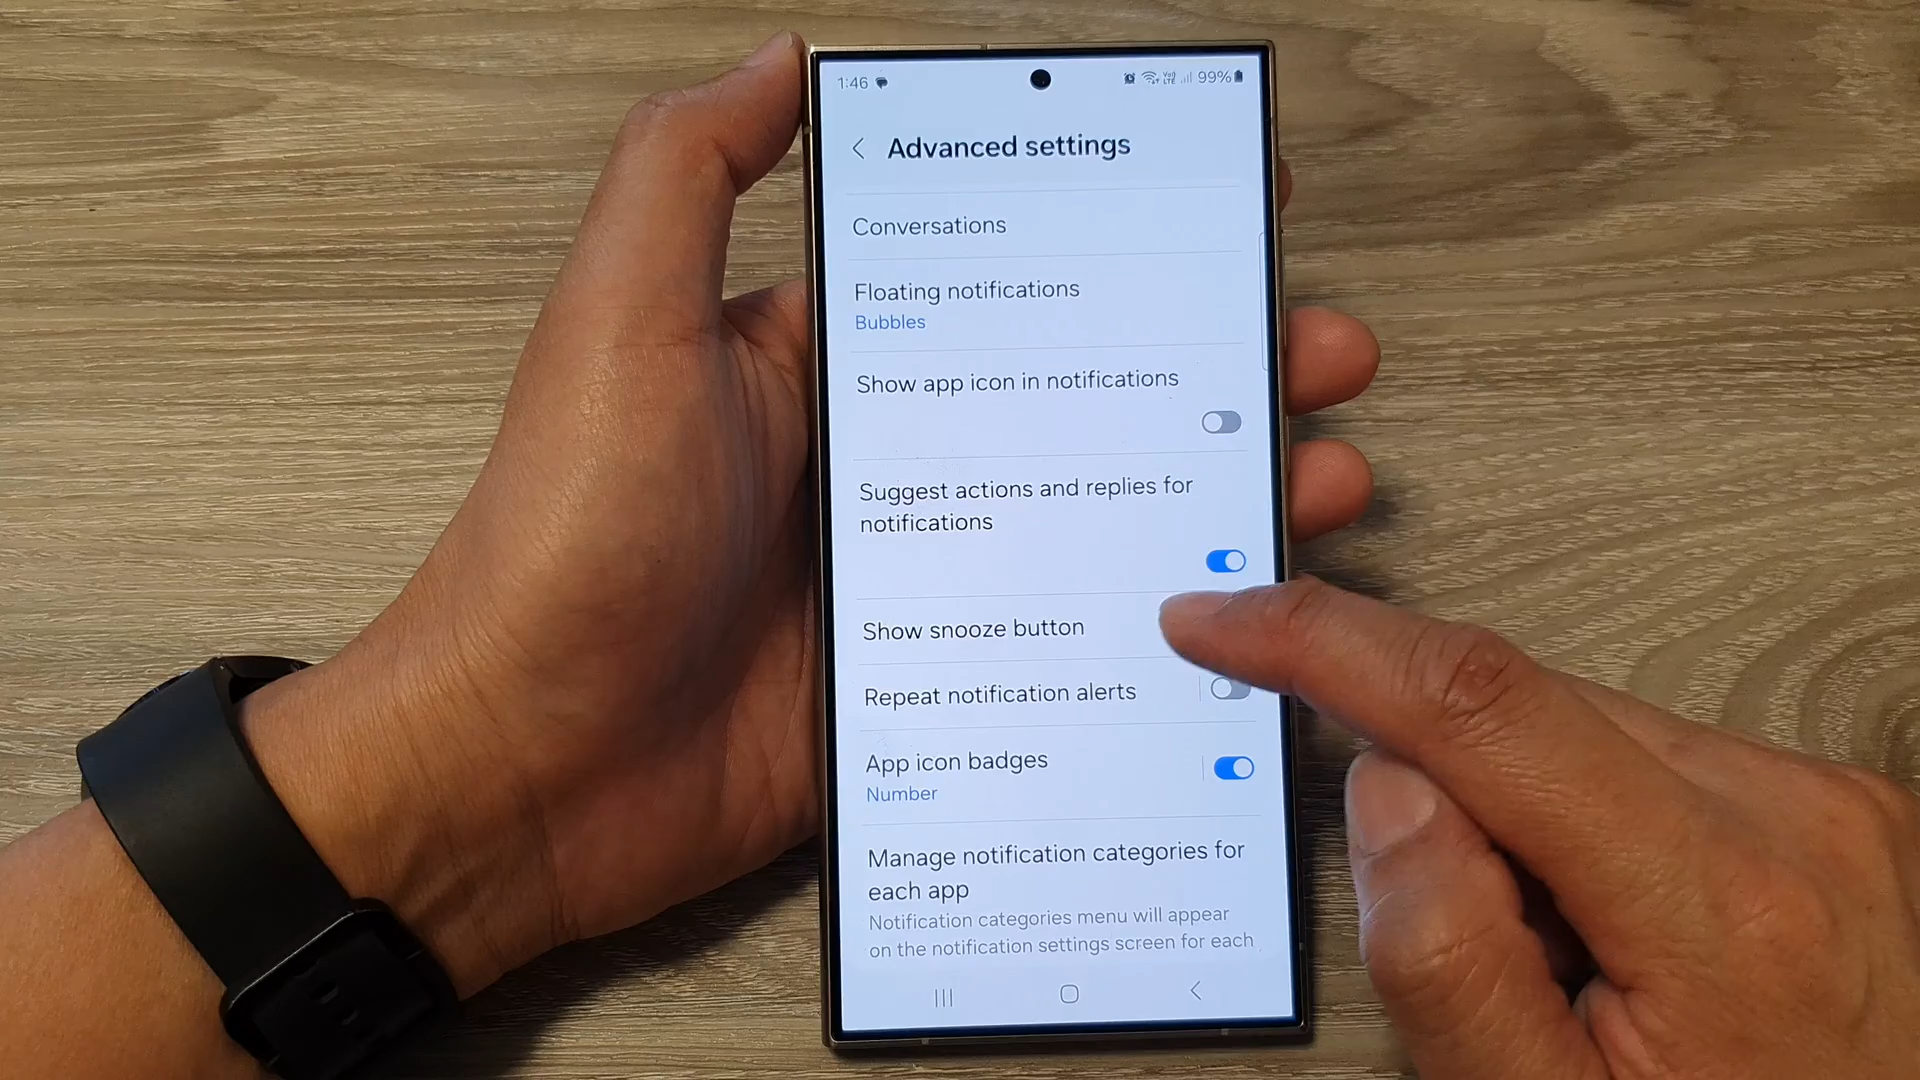 1:46
99%
Advanced settings
Conversations
Floating notifications
Bubbles
Show app icon in notifications
Suggest actions and replies for
notifications
Show snooze button
Repeat notification alerts
App icon badges
Number
Manage notification categories for
each app
Notification categories menu will appear
on the notification settings screen for each